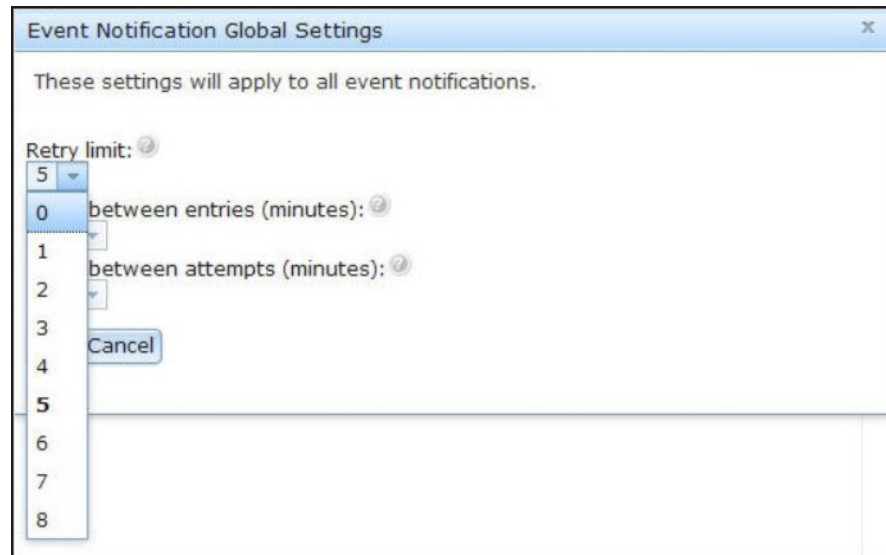 Event Notification Global Settings x
These settings will apply to all event notifications.
Retry limit:
5
0
between entries (minutes):
1
between attempts (minutes):
2
3
Cancel
4
5
6
7
8